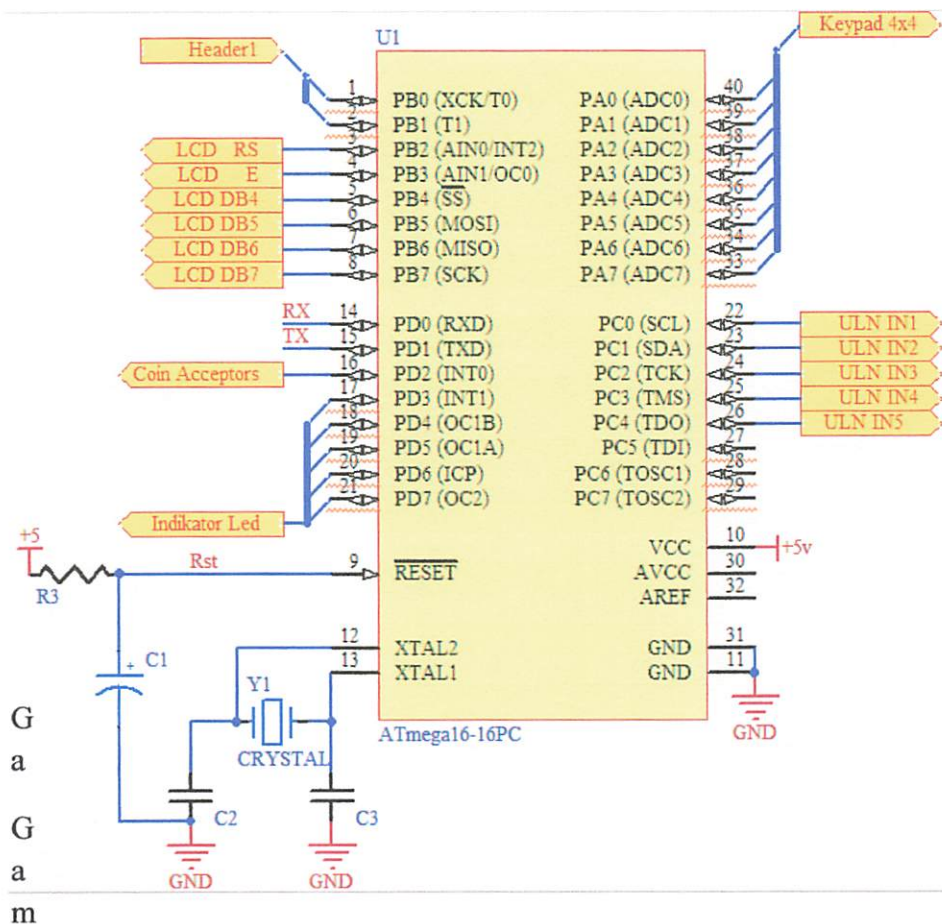 U1
Header1
Keypad 4x4
1 PB0 (XCK/T0) PA0 (ADC0) 40
2 PB1 (T1) PA1 (ADC1) 39
LCD RS 3 PB2 (AIN0/INT2) PA2 (ADC2) 38
LCD E 4 PB3 (AIN1/OC0) PA3 (ADC3) 37
LCD DB4 5 PB4 (SS) PA4 (ADC4) 36
LCD DB5 6 PB5 (MOSI) PA5 (ADC5) 35
LCD DB6 7 PB6 (MISO) PA6 (ADC6) 34
LCD DB7 8 PB7 (SCK) PA7 (ADC7) 33
RX 14 PD0 (RXD) PC0 (SCL) 22 ULN IN1
TX 15 PD1 (TXD) PC1 (SDA) 23 ULN IN2
Coin Acceptors 16 PD2 (INT0) PC2 (TCK) 24 ULN IN3
17 PD3 (INT1) PC3 (TMS) 25 ULN IN4
18 PD4 (OC1B) PC4 (TDO) 26 ULN IN5
19 PD5 (OC1A) PC5 (TDI) 27
20 PD6 (ICP) PC6 (TOSC1) 28
21 PD7 (OC2) PC7 (TOSC2) 29
Indikator Led
+5
R3
Rst 9 RESET
VCC 10 +5v
AVCC 30
AREF 32
12 XTAL2 GND 31
13 XTAL1 GND 11
GND
C1
Y1
CRYSTAL
ATmega16-16PC
C2
C3
GND
GND
G
a
G
a
m